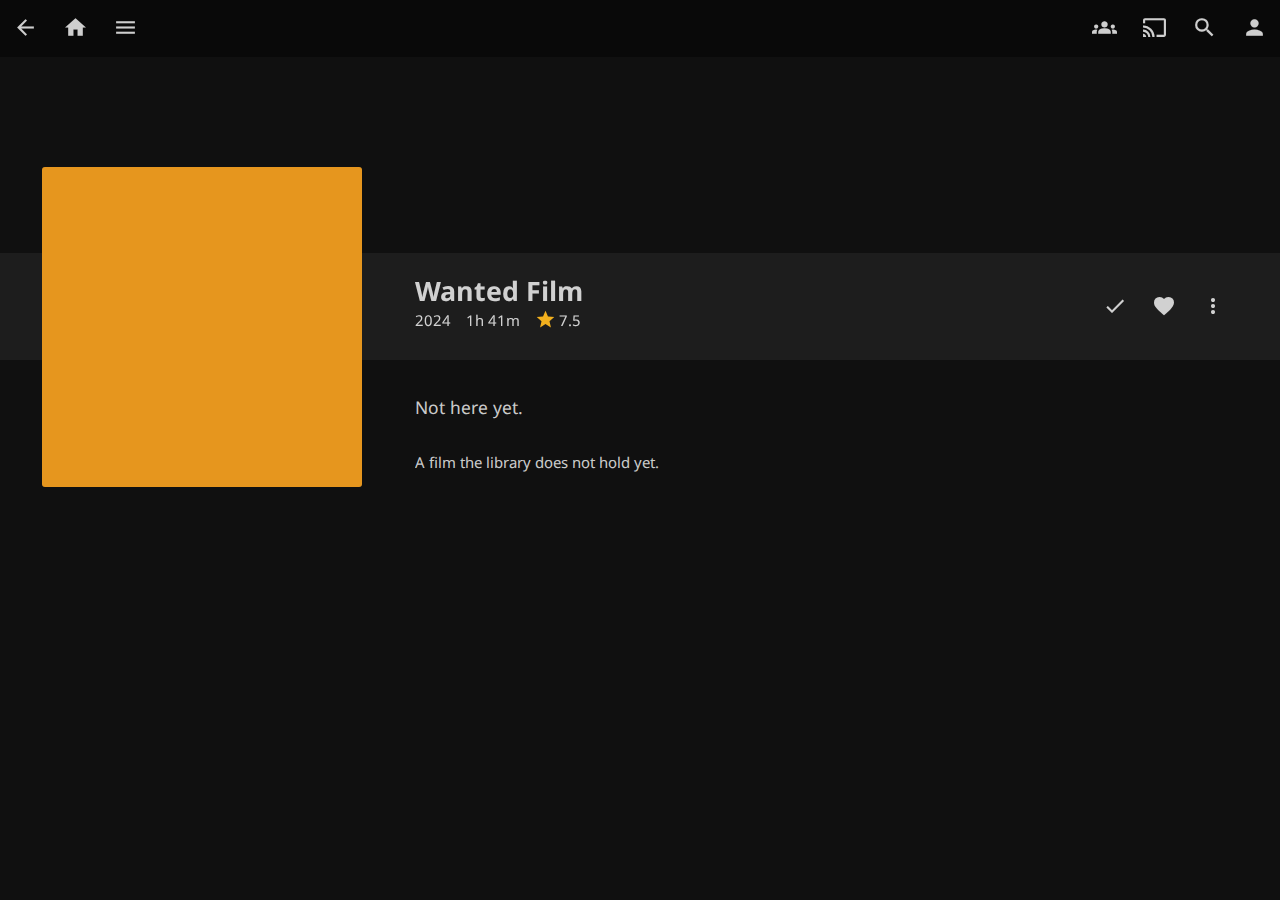 Wanted Film
2024 1h 41m 7.5
Not here yet.
A film the library does not hold yet.